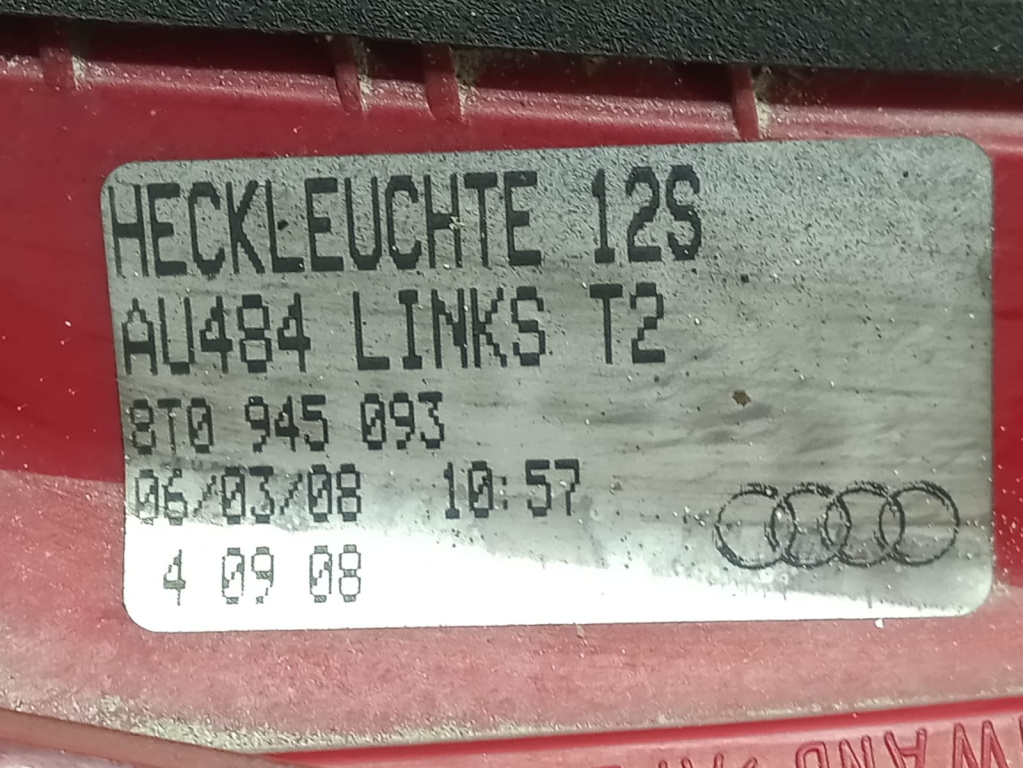 HECKLEUCHTE 12S
AU484 LINKS T2
8T0 945 093
06/03/08 10:57
4 09 08